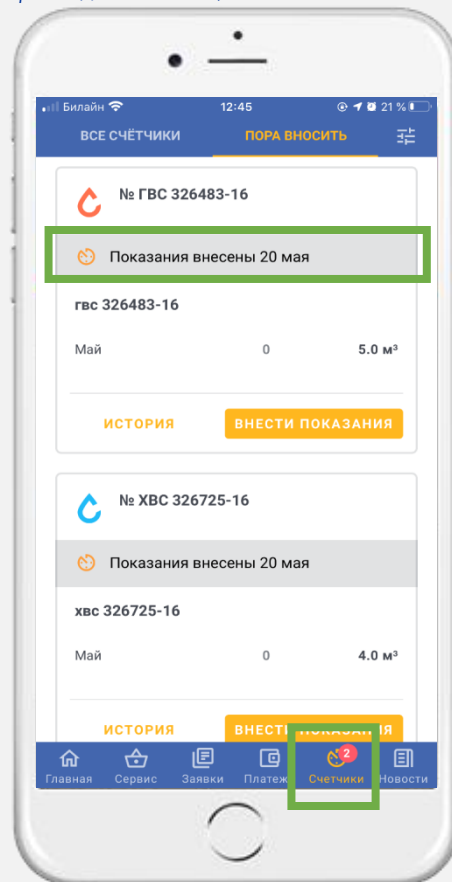 Билайн 12:45 21 %
ВСЕ СЧЁТЧИКИ ПОРА ВНОСИТЬ
№ ГВС 326483-16
Показания внесены 20 мая
гвс 326483-16
Май 0 5.0 м³
ИСТОРИЯ ВНЕСТИ ПОКАЗАНИЯ
№ ХВС 326725-16
Показания внесены 20 мая
хвс 326725-16
Май 0 4.0 м³
ИСТОРИЯ ВНЕСТИ ПОКАЗАНИЯ
2
Главная Сервис Заявки Платеж Счетчики Новости